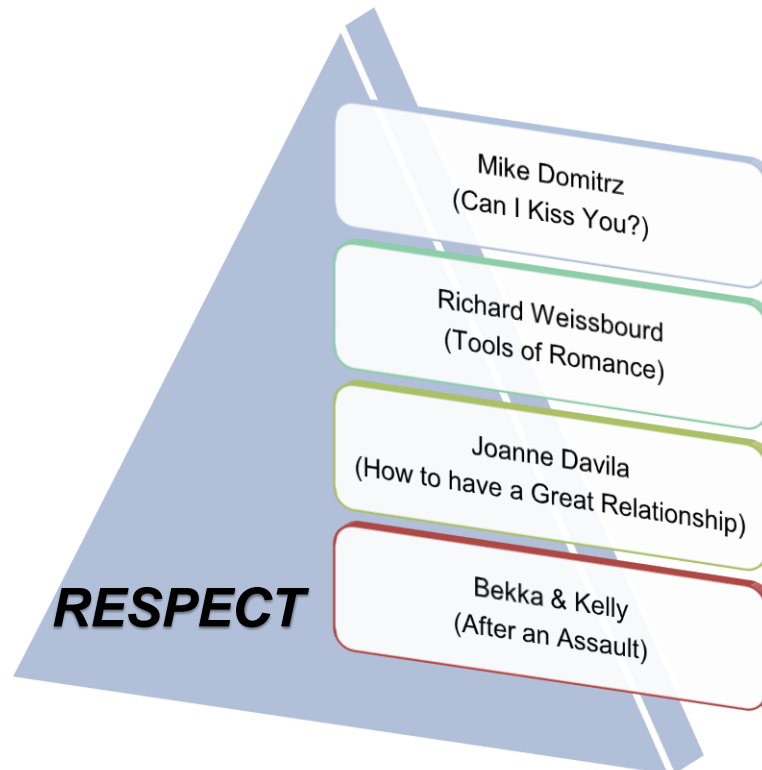 Mike Domitrz
(Can I Kiss You?)
Richard Weissbourd
(Tools of Romance)
Joanne Davila
(How to have a Great Relationship)
Bekka & Kelly
(After an Assault)
RESPECT